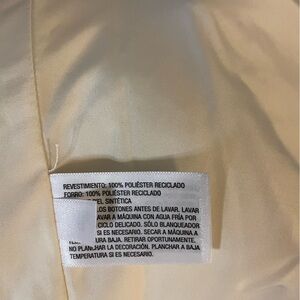 REVESTIMIENTO: 100% POLIÉSTER RECICLADO
FORRO: 100% POLIÉSTER RECICLADO
SINTÉTICA
LOS BOTONES ANTES DE LAVAR. LAVAR
LAVAR A MÁQUINA CON AGUA FRÍA POR
CICLO DELICADO. SÓLO BLANQUEADOR
SI ES NECESARIO. SECAR A MÁQUINA A
URA BAJA. RETIRAR OPORTUNAMENTE.
NO PLANCHAR LA DECORACIÓN. PLANCHAR A BAJA
TEMPERATURA SI ES NECESARIO.